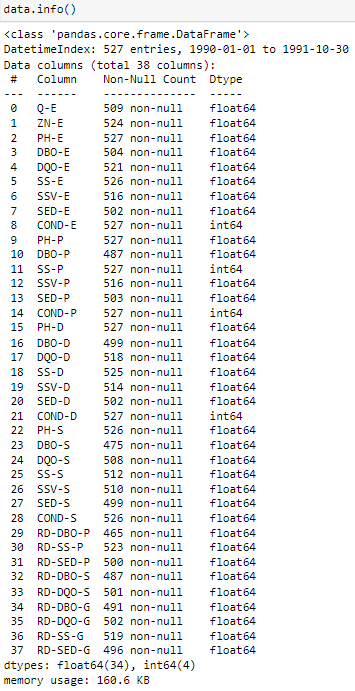 data.info()
<class 'pandas.core.frame.DataFrame'>
DatetimeIndex: 527 entries, 1990-01-01 to 1991-10-30
Data columns (total 38 columns):
 #   Column    Non-Null Count  Dtype
---  ------    --------------  -----
 0   Q-E       509 non-null    float64
 1   ZN-E      524 non-null    float64
 2   PH-E      527 non-null    float64
 3   DBO-E     504 non-null    float64
 4   DQO-E     521 non-null    float64
 5   SS-E      526 non-null    float64
 6   SSV-E     516 non-null    float64
 7   SED-E     502 non-null    float64
 8   COND-E    527 non-null    int64
 9   PH-P      527 non-null    float64
 10  DBO-P     487 non-null    float64
 11  SS-P      527 non-null    int64
 12  SSV-P     516 non-null    float64
 13  SED-P     503 non-null    float64
 14  COND-P    527 non-null    int64
 15  PH-D      527 non-null    float64
 16  DBO-D     499 non-null    float64
 17  DQO-D     518 non-null    float64
 18  SS-D      525 non-null    float64
 19  SSV-D     514 non-null    float64
 20  SED-D     502 non-null    float64
 21  COND-D    527 non-null    int64
 22  PH-S      526 non-null    float64
 23  DBO-S     475 non-null    float64
 24  DQO-S     508 non-null    float64
 25  SS-S      512 non-null    float64
 26  SSV-S     510 non-null    float64
 27  SED-S     499 non-null    float64
 28  COND-S    526 non-null    float64
 29  RD-DBO-P  465 non-null    float64
 30  RD-SS-P   523 non-null    float64
 31  RD-SED-P  500 non-null    float64
 32  RD-DBO-S  487 non-null    float64
 33  RD-DQO-S  501 non-null    float64
 34  RD-DBO-G  491 non-null    float64
 35  RD-DQO-G  502 non-null    float64
 36  RD-SS-G   519 non-null    float64
 37  RD-SED-G  496 non-null    float64
dtypes: float64(34), int64(4)
memory usage: 160.6 KB